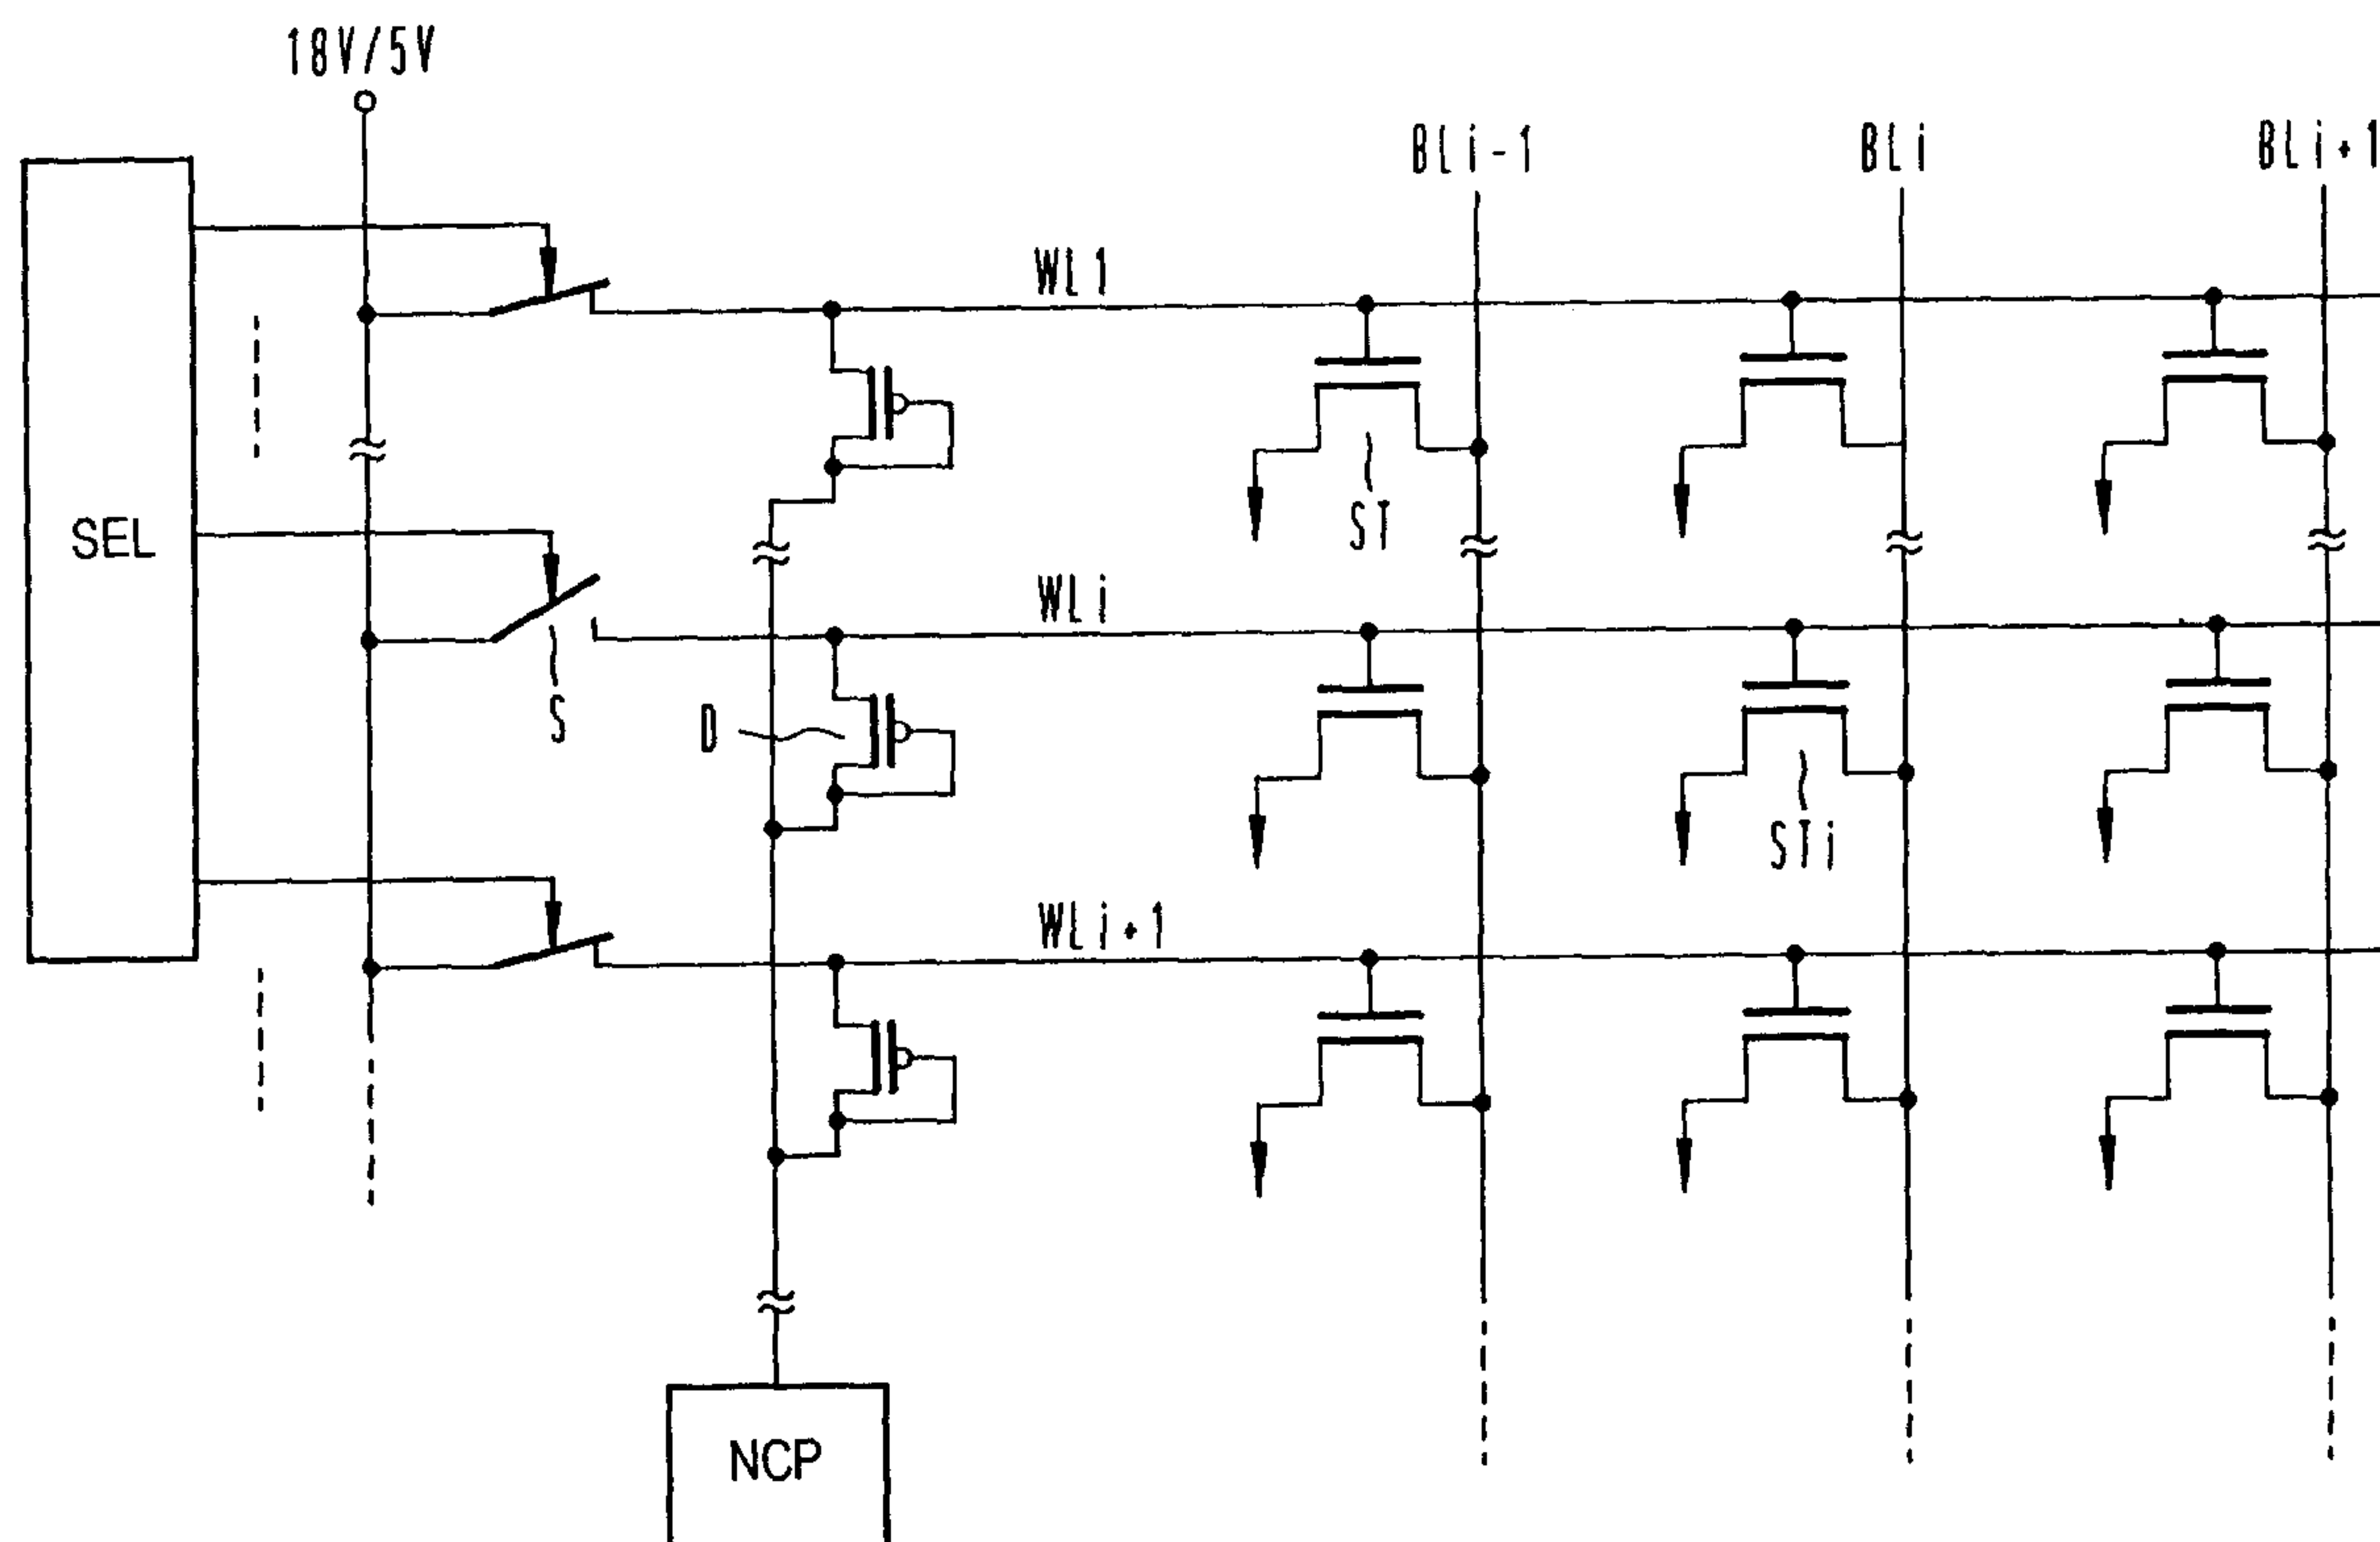 18V/5V
BLi-1
BLi
BLi+1
WL1
SEL
ST
WLi
S
D
STi
WLi+1
NCP